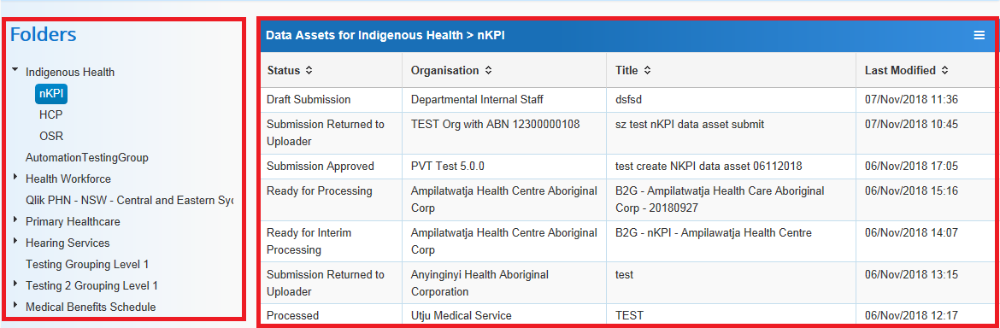 Folders
Indigenous Health
nKPI
HCP
OSR
AutomationTestingGroup
Health Workforce
Qlik PHN - NSW - Central and Eastern Syd
Primary Healthcare
Hearing Services
Testing Grouping Level 1
Testing 2 Grouping Level 1
Medical Benefits Schedule
Data Assets for Indigenous Health > nKPI
Status Organisation Title Last Modified
Draft Submission Departmental Internal Staff dsfsd 07/Nov/2018 11:36
Submission Returned to TEST Org with ABN 12300000108 sz test nKPI data asset submit 07/Nov/2018 10:45
Uploader
Submission Approved PVT Test 5.0.0 test create NKPI data asset 06112018 06/Nov/2018 17:05
Ready for Processing Ampilatwatja Health Centre Aboriginal B2G - Ampilatwatja Health Care Aboriginal 06/Nov/2018 15:16
Corp Corp - 20180927
Ready for Interim Ampilatwatja Health Centre Aboriginal B2G - nKPI - Ampilawatja Health Centre 06/Nov/2018 14:07
Processing Corp
Submission Returned to Anyinginyi Health Aboriginal test 06/Nov/2018 13:15
Uploader Corporation
Processed Utju Medical Service TEST 06/Nov/2018 12:17